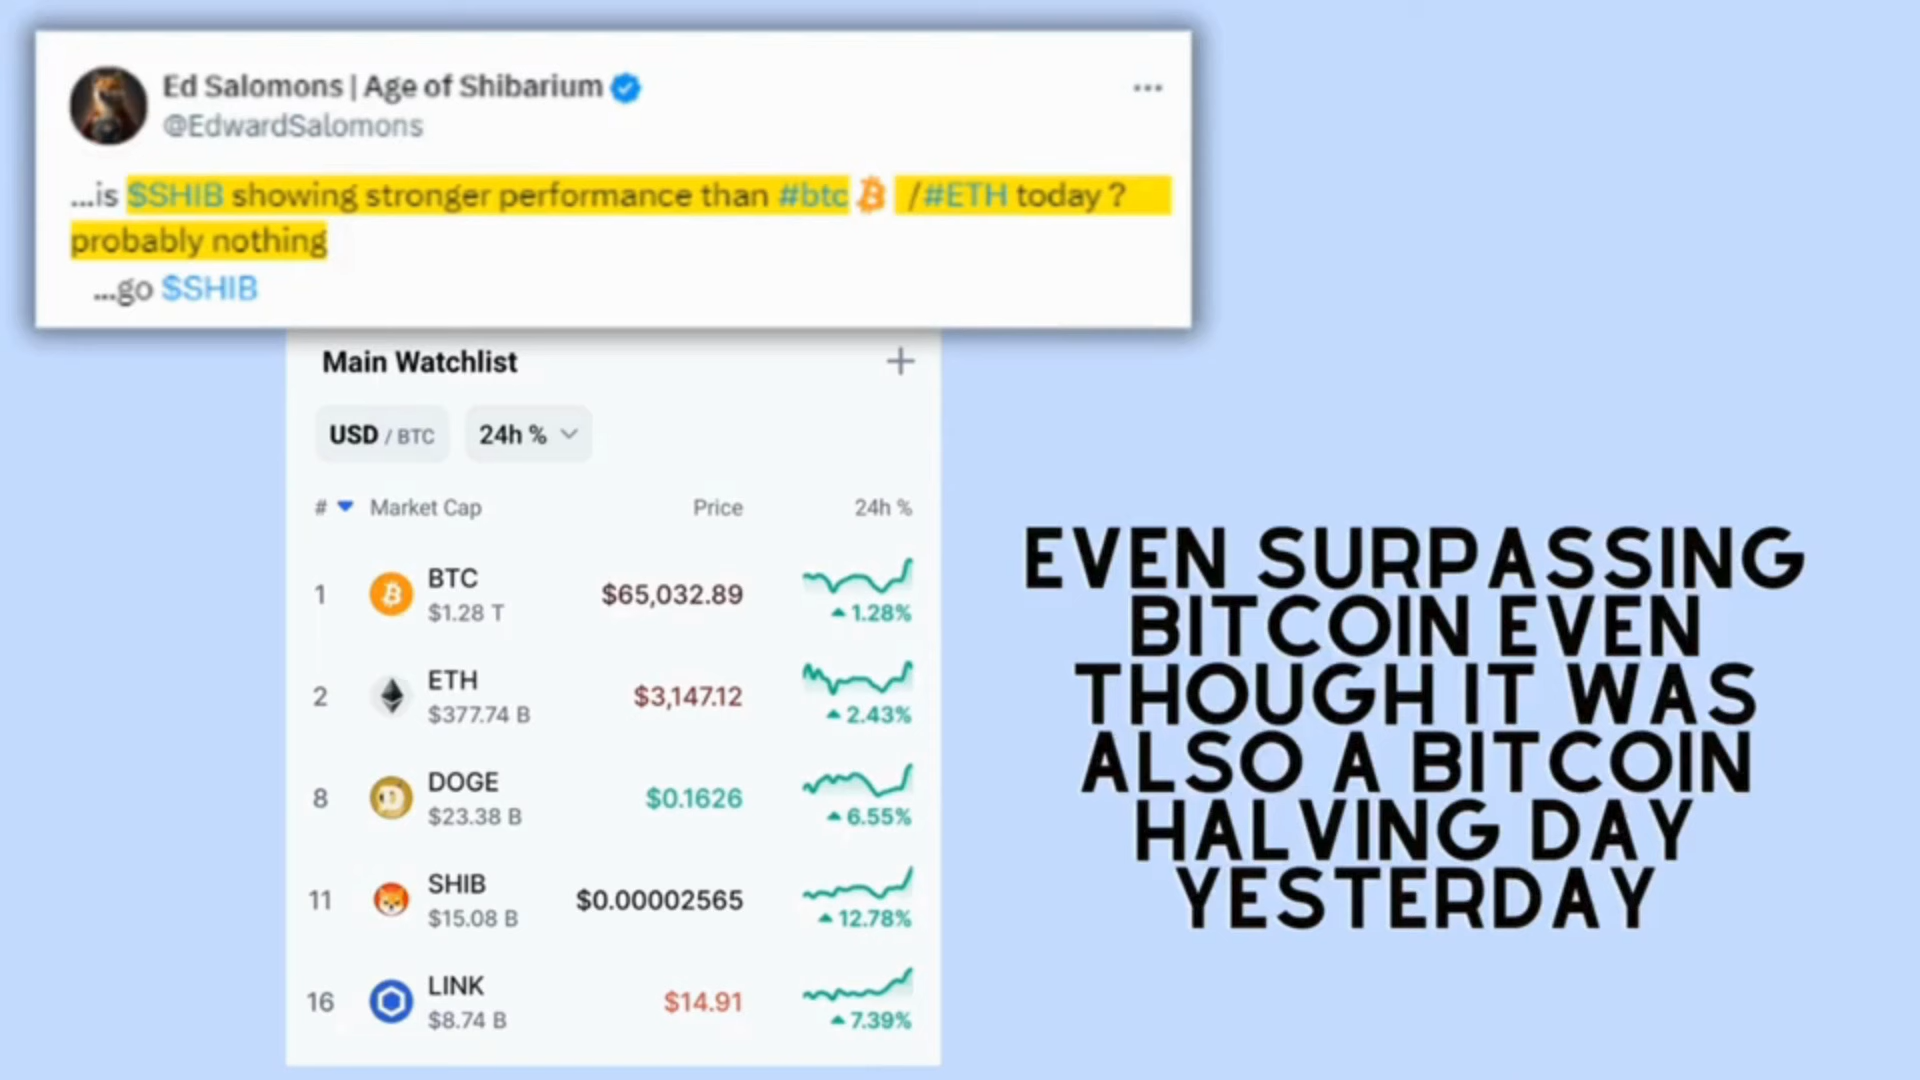 Ed Salomons | Age of Shibarium
@EdwardSalomons
...is $SHIB showing stronger performance than #btc /#ETH today ?
probably nothing
...go $SHIB
Main Watchlist
USD / BTC 24h %
# Market Cap Price 24h %
1 BTC $65,032.89
$1.28 T 1.28%
2 ETH $3,147.12
$377.74 B 2.43%
8 DOGE $0.1626
$23.38 B 6.55%
11 SHIB $0.00002565
$15.08 B 12.78%
16 LINK $14.91
$8.74 B 7.39%
EVEN SURPASSING
BITCOIN EVEN
THOUGH IT WAS
ALSO A BITCOIN
HALVING DAY
YESTERDAY